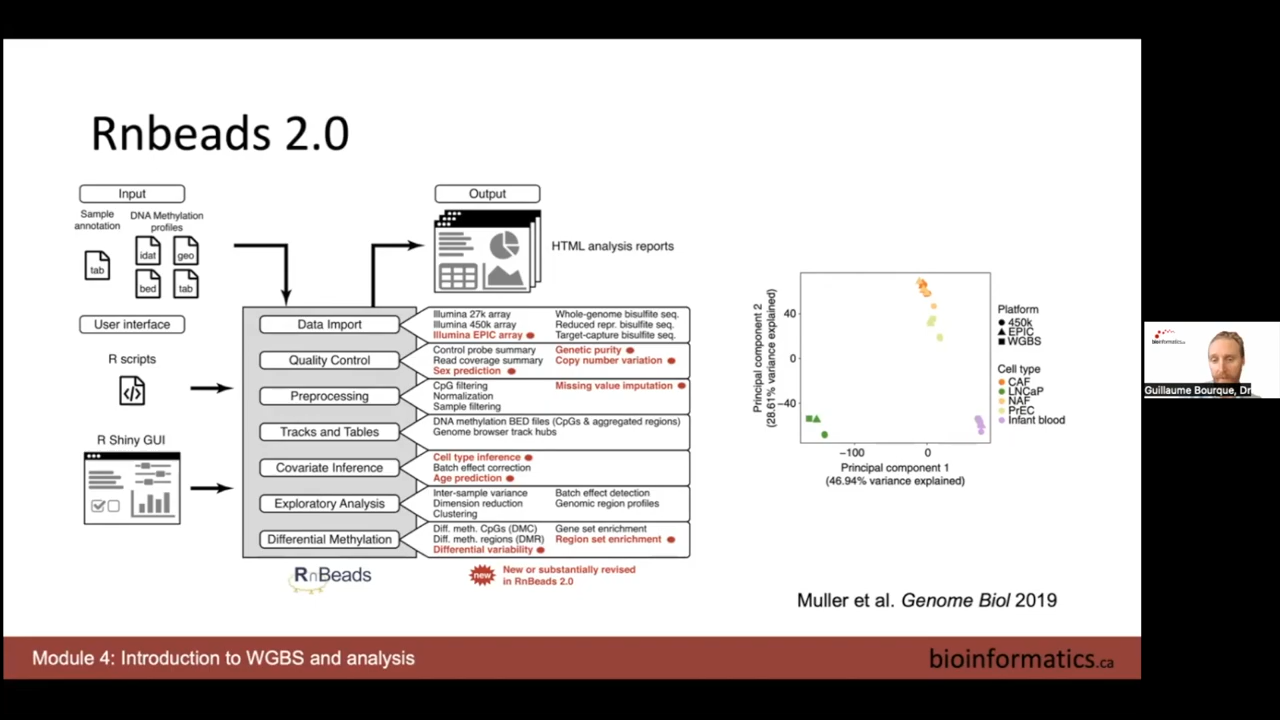 Rnbeads 2.0
Input
Sample
annotation
DNA Methylation
profiles
tab
idat
geo
bed
tab
User interface
R scripts
R Shiny GUI
Output
HTML analysis reports
Data Import
Illumina 27k array
Illumina 450k array
Illumina EPIC array
Whole-genome bisulfite seq.
Reduced repr. bisulfite seq.
Target-capture bisulfite seq.
Quality Control
Control probe summary
Read coverage summary
Sex prediction
Genetic purity
Copy number variation
Preprocessing
CpG filtering
Normalization
Sample filtering
Missing value imputation
Tracks and Tables
DNA methylation BED files (CpGs & aggregated regions)
Genome browser track hubs
Covariate Inference
Cell type inference
Batch effect correction
Age prediction
Exploratory Analysis
Inter-sample variance
Dimension reduction
Clustering
Batch effect detection
Genomic region profiles
Differential Methylation
Diff. meth. CpGs (DMC)
Diff. meth. regions (DMR)
Differential variability
Gene set enrichment
Region set enrichment
RnBeads
new
New or substantially revised
in RnBeads 2.0
Principal component 2
(28.61% variance explained)
40
0
−40
−100
0
Principal component 1
(46.94% variance explained)
Platform
450k
EPIC
WGBS
Cell type
CAF
LNCaP
NAF
PrEC
Infant blood
Muller et al. Genome Biol 2019
Module 4: Introduction to WGBS and analysis
bioinformatics.ca
Guillaume Bourque, Dr